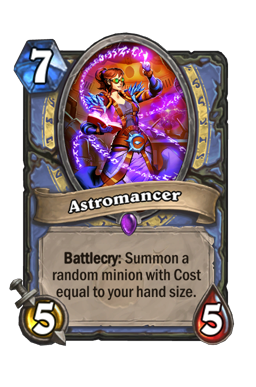 7
Astromancer
Battlecry: Summon a
random minion with Cost
equal to your hand size.
5
5